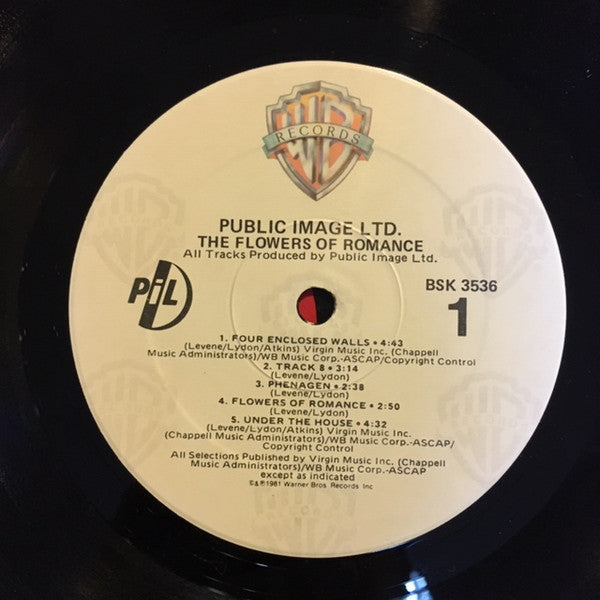 WB
RECORDS
PUBLIC IMAGE LTD.
THE FLOWERS OF ROMANCE
All Tracks Produced by Public Image Ltd.
PiL
BSK 3536
1
1. FOUR ENCLOSED WALLS • 4:43
(Levene/Lydon/Atkins) Virgin Music Inc. (Chappell
Music Administrators)/WB Music Corp.-ASCAP/Copyright Control
2. TRACK 8 • 3:14
(Levene/Lydon)
3. PHENAGEN • 2:38
(Levene/Lydon)
4. FLOWERS OF ROMANCE • 2:50
(Levene/Lydon)
5. UNDER THE HOUSE • 4:32
(Levene/Lydon/Atkins) Virgin Music Inc.
(Chappell Music Administrators)/WB Music Corp.-ASCAP/
Copyright Control
All Selections Published by Virgin Music Inc. (Chappell
Music Administrators)/WB Music Corp.-ASCAP
except as indicated
©&℗1981 Warner Bros. Records Inc